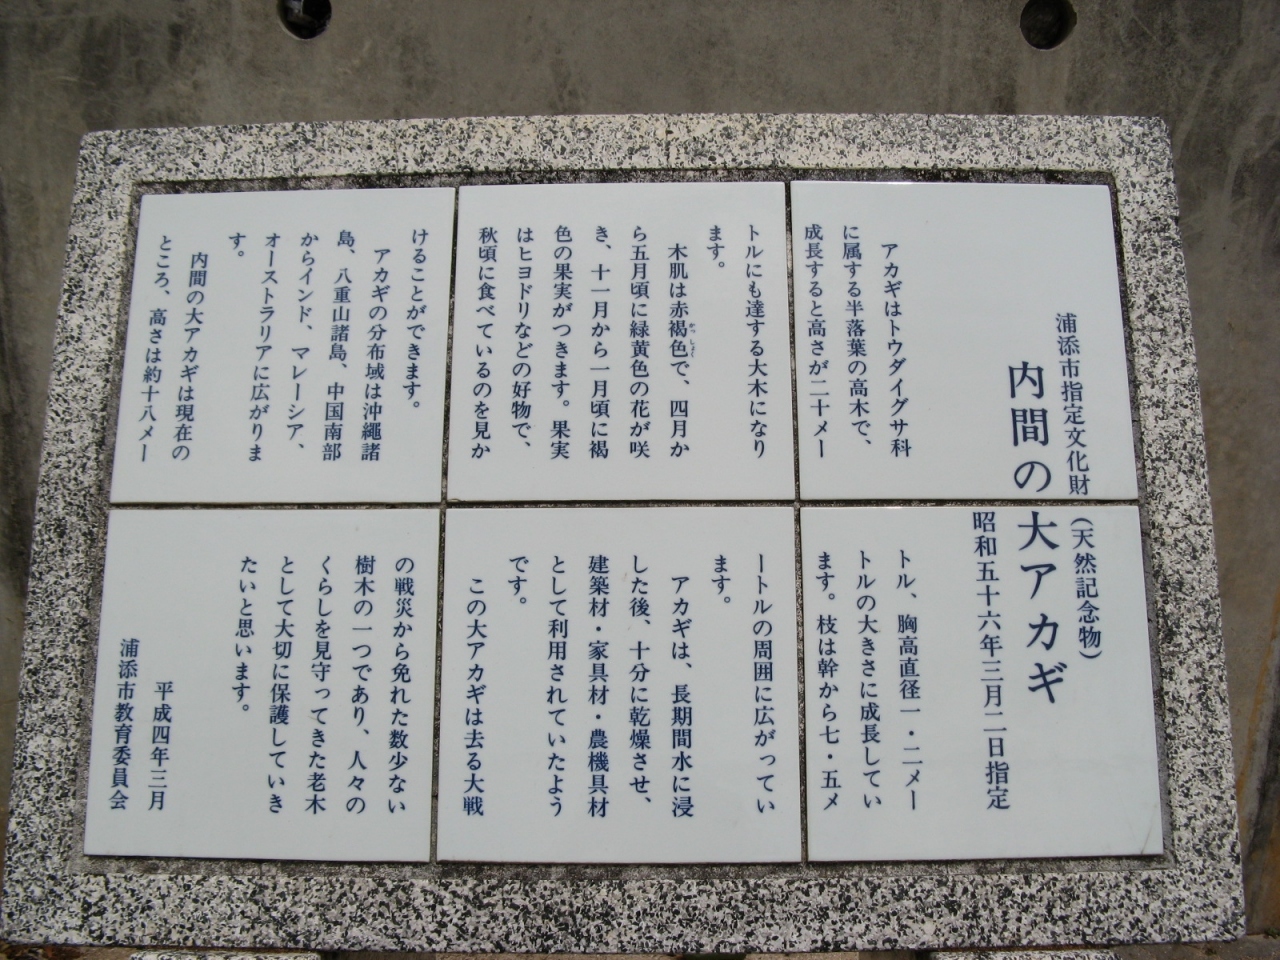 浦添市指定文化財(天然記念物)
内間の大アカギ
昭和五十六年三月二日指定
アカギはトウダイグサ科
に属する半落葉の高木で、
成長すると高さが二十メー
トルにも達する大木になり
ます。
木肌は赤褐色で、四月か
かっしょく
ら五月頃に緑黄色の花が咲
き、十一月から一月頃に褐
色の果実がつきます。果実
はヒヨドリなどの好物で、
秋頃に食べているのを見か
けることができます。
アカギの分布域は沖縄諸
島、八重山諸島、中国南部
からインド、マレーシア、
オーストラリアに広がりま
す。
内間の大アカギは現在の
ところ、高さは約十八メー
トル、胸高直径一・二メー
トルの大きさに成長してい
ます。枝は幹から七・五メ
ートルの周囲に広がってい
ます。
アカギは、長期間水に浸
した後、十分に乾燥させ、
建築材・家具材・農機具材
として利用されていたよう
です。
この大アカギは去る大戦
の戦災から免れた数少ない
樹木の一つであり、人々の
くらしを見守ってきた老木
として大切に保護していき
たいと思います。
平成四年三月
浦添市教育委員会